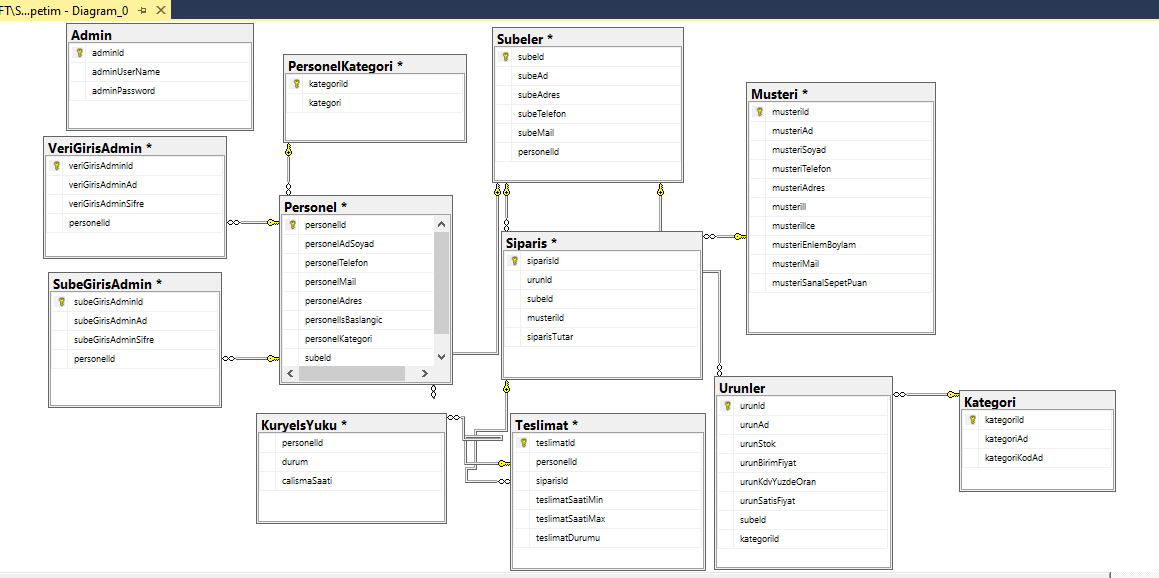 FT\S...petim - Diagram_0
Admin
adminId
adminUserName
adminPassword
PersonelKategori *
kategoriId
kategori
Subeler *
subeId
subeAd
subeAdres
subeTelefon
subeMail
personelId
Musteri *
musteriId
musteriAd
musteriSoyad
musteriTelefon
musteriAdres
musteriIl
musteriIlce
musteriEnlemBoylam
musteriMail
musteriSanalSepetPuan
VeriGirisAdmin *
veriGirisAdminId
veriGirisAdminAd
veriGirisAdminSifre
personelId
Personel *
personelId
personelAdSoyad
personelTelefon
personelMail
personelAdres
personelIsBaslangic
personelKategori
subeId
Siparis *
siparisId
urunId
subeId
musteriId
siparisTutar
SubeGirisAdmin *
subeGirisAdminId
subeGirisAdminAd
subeGirisAdminSifre
personelId
KuryeIsYuku *
personelId
durum
calismaSaati
Teslimat *
teslimatId
personelId
siparisId
teslimatSaatiMin
teslimatSaatiMax
teslimatDurumu
Urunler
urunId
urunAd
urunStok
urunBirimFiyat
urunKdvYuzdeOran
urunSatisFiyat
subeId
kategoriId
Kategori
kategoriId
kategoriAd
kategoriKodAd